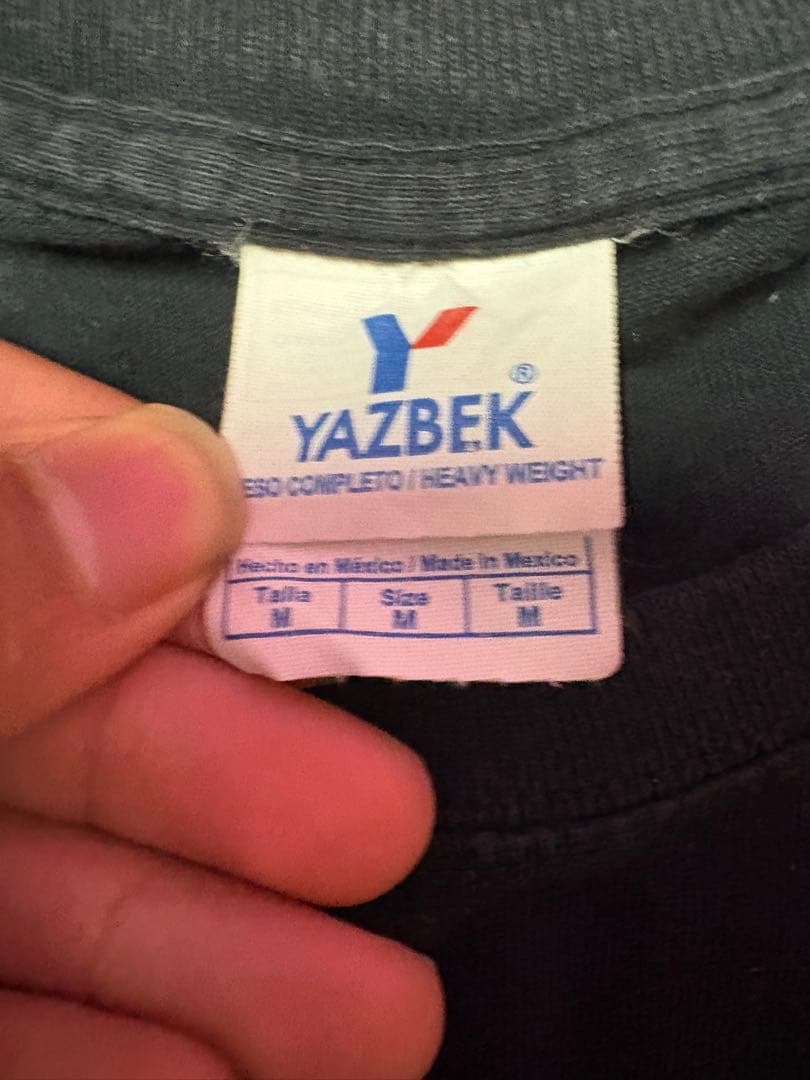 Y
®
YAZBEK
ESO COMPLETO / HEAVY WEIGHT
Hecho en México / Made in Mexico
Talla Size Taille
M M M